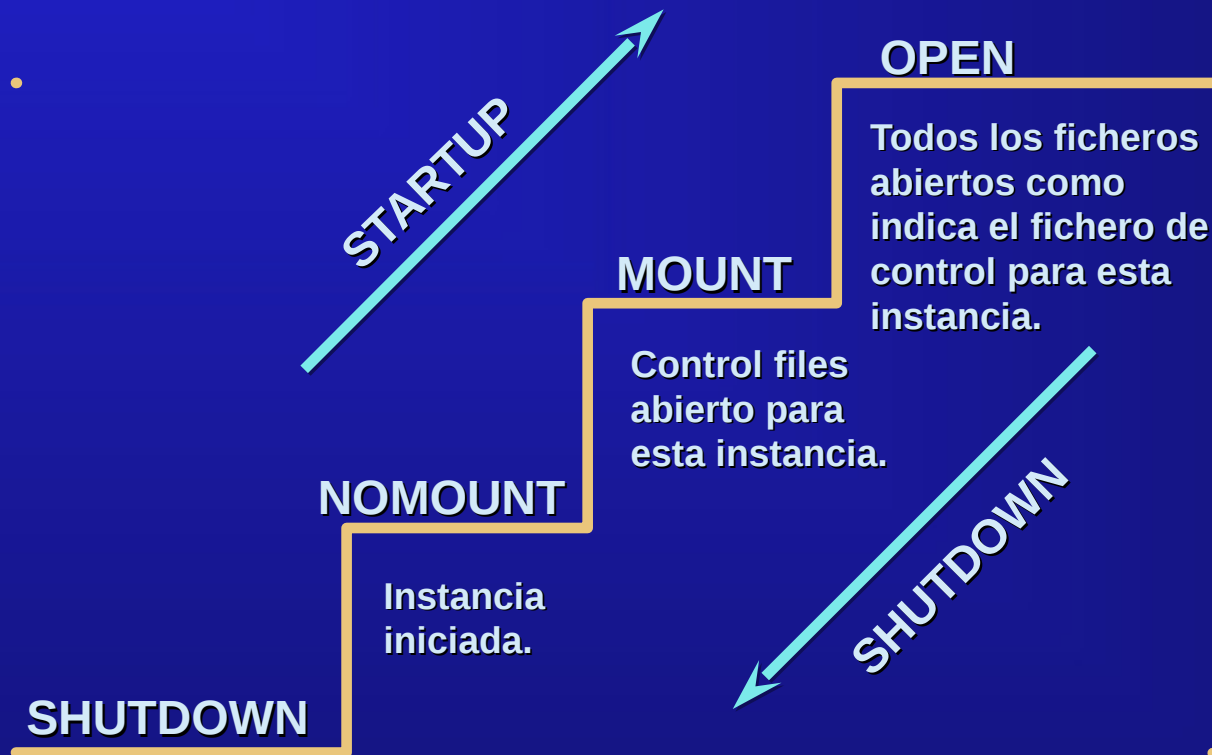 OPEN
STARTUP
Todos los ficheros
abiertos como
indica el fichero de
control para esta
instancia.
MOUNT
Control files
abierto para
esta instancia.
NOMOUNT
SHUTDOWN
Instancia
iniciada.
SHUTDOWN